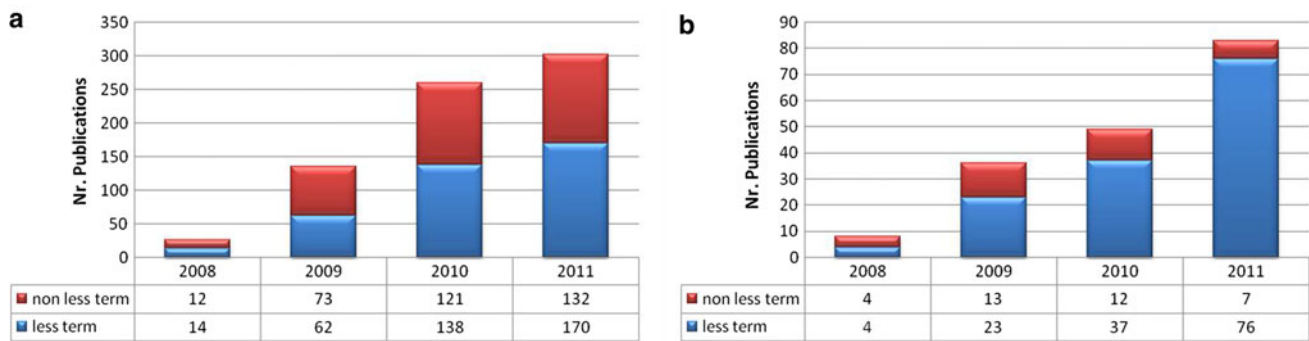 a
Nr. Publications
350
300
250
200
150
100
50
0
2008 2009 2010 2011
non less term 12 73 121 132
less term 14 62 138 170
b
Nr. Publications
90
80
70
60
50
40
30
20
10
0
2008 2009 2010 2011
non less term 4 13 12 7
less term 4 23 37 76